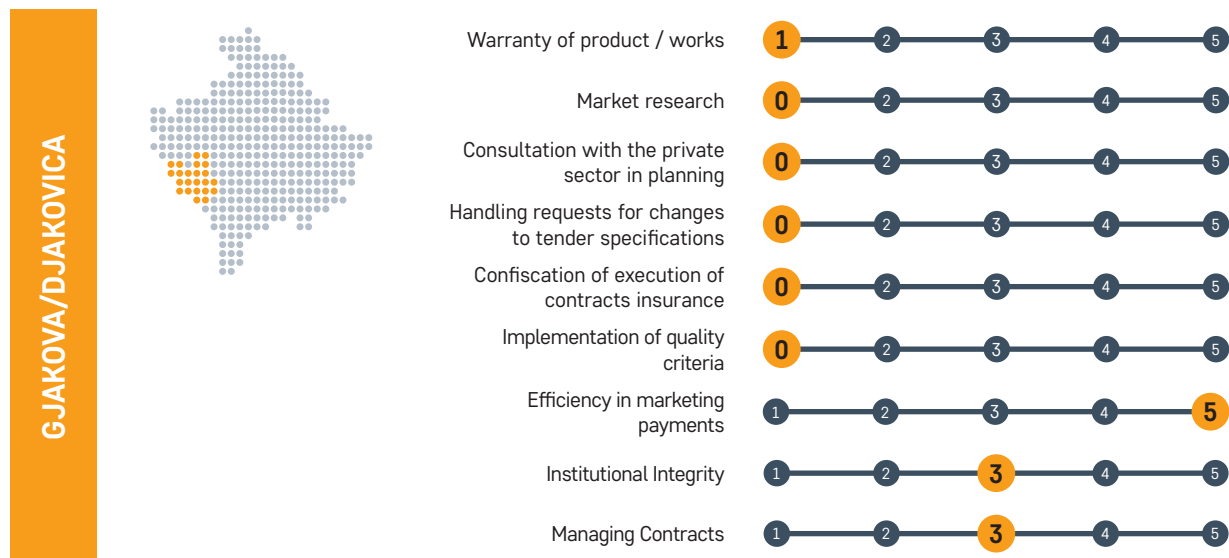 GJAKOVA/DJAKOVICA
Warranty of product / works
1 2 3 4 5
Market research
0 2 3 4 5
Consultation with the private
sector in planning
0 2 3 4 5
Handling requests for changes
to tender specifications
0 2 3 4 5
Confiscation of execution of
contracts insurance
0 2 3 4 5
Implementation of quality
criteria
0 2 3 4 5
Efficiency in marketing
payments
1 2 3 4 5
Institutional Integrity
1 2 3 4 5
Managing Contracts
1 2 3 4 5